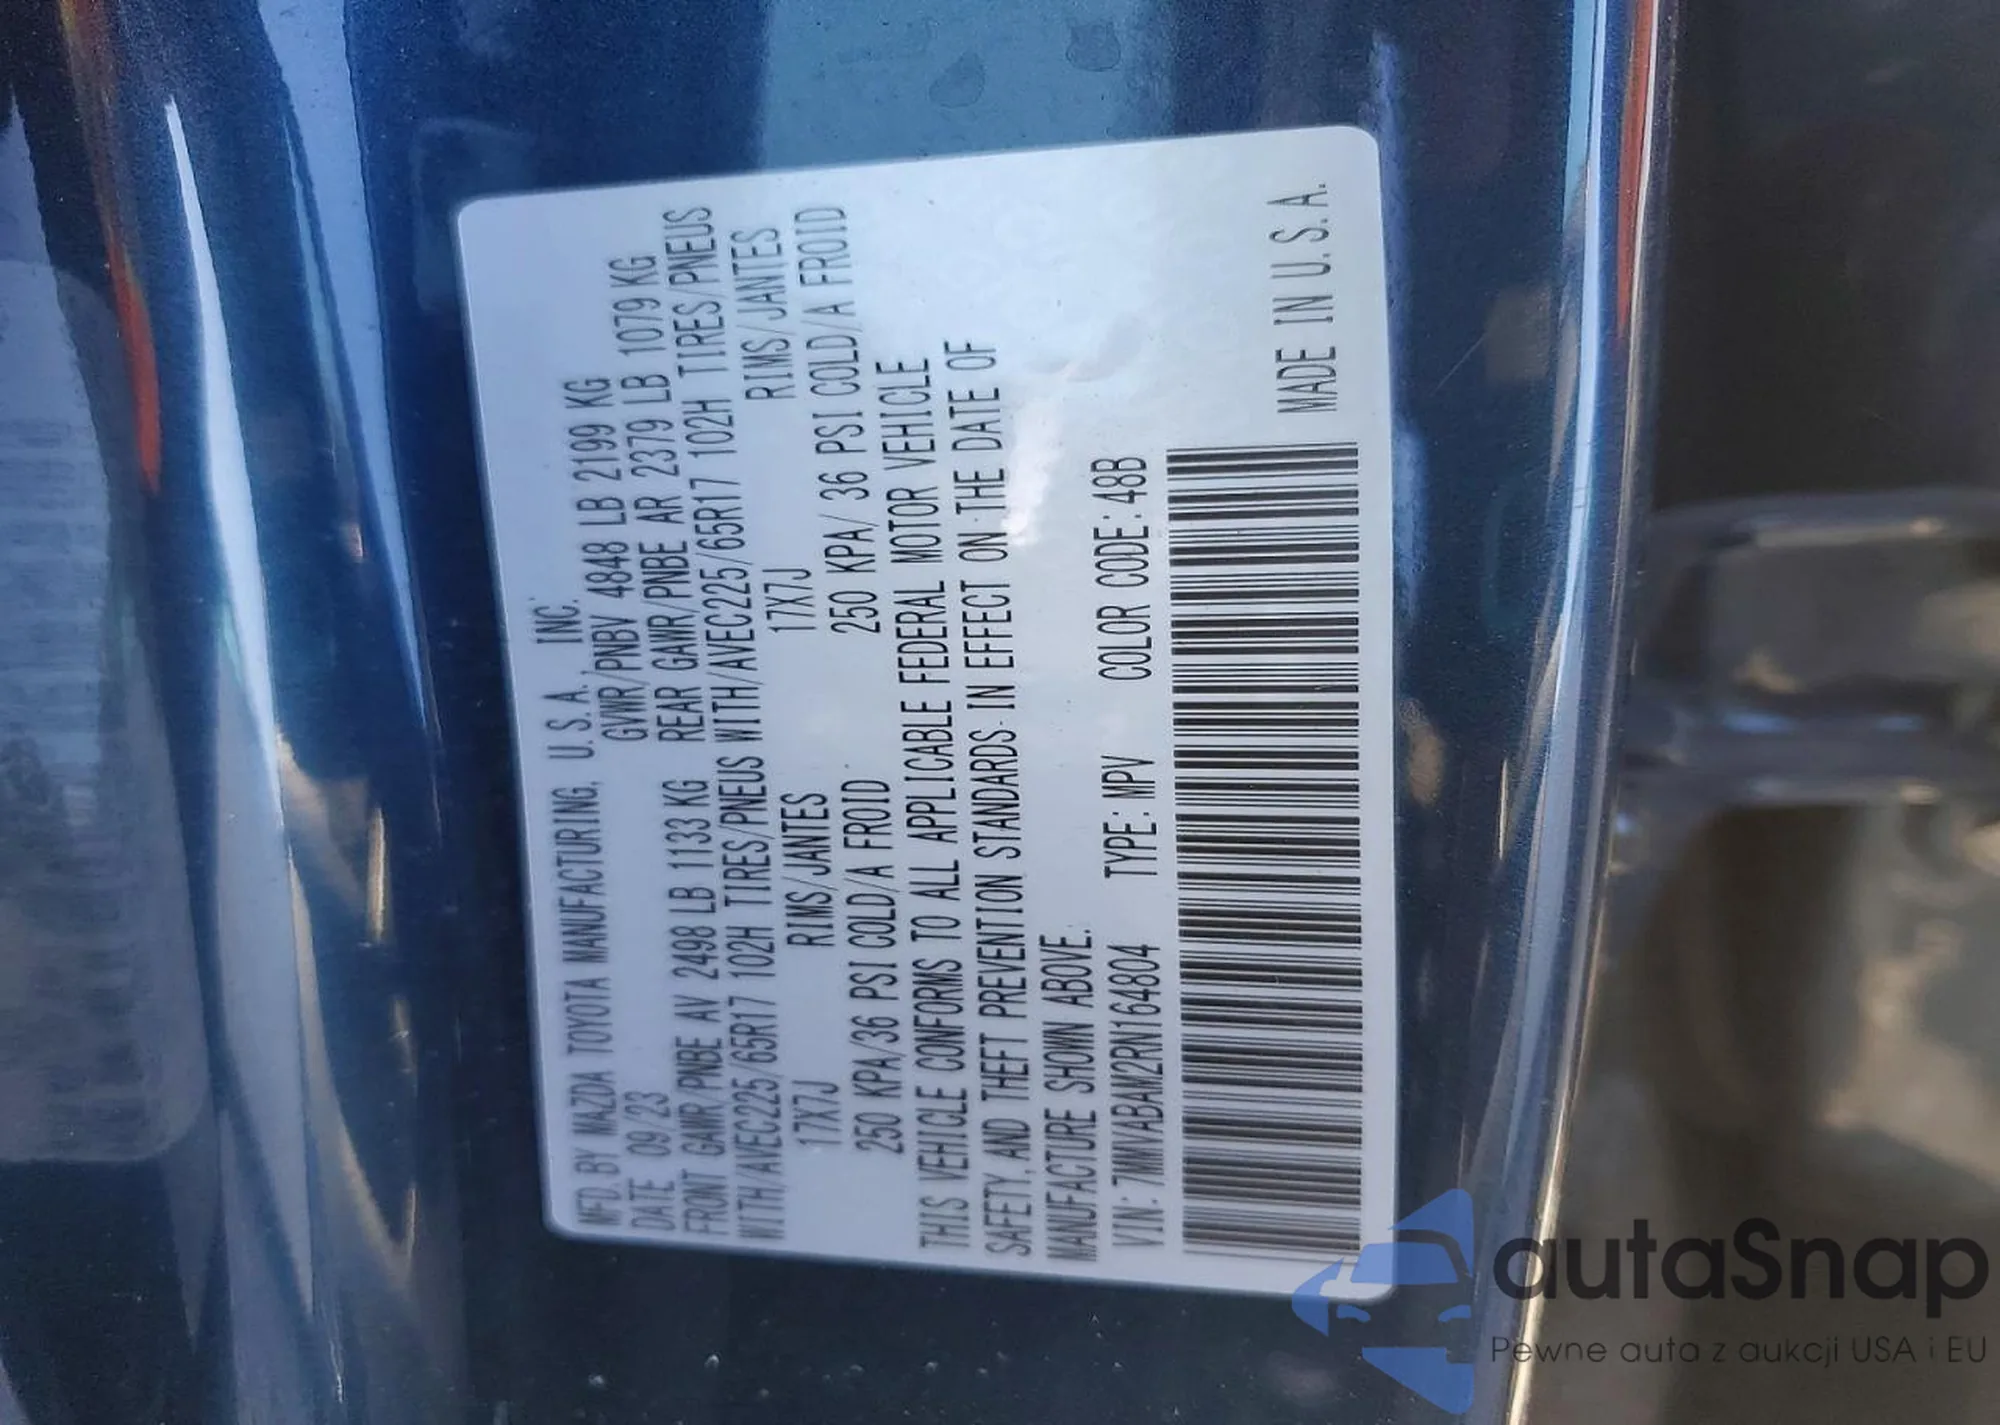 MFD.BY MAZDA TOYOTA MANUFACTURING, U.S.A., INC.
DATE 09/23 GVWR/PNBV 4848 LB 2199 KG
FRONT GAWR/PNBE AV 2498 LB 1133 KG REAR GAWR/PNBE AR 2379 LB 1079 KG
WITH/AVEC225/65R17 102H TIRES/PNEUS WITH/AVEC225/65R17 102H TIRES/PNEUS
17X7J RIMS/JANTES 17X7J RIMS/JANTES
250 KPA/36 PSI COLD/A FROID 250 KPA/ 36 PSI COLD/A FROID
THIS VEHICLE CONFORMS TO ALL APPLICABLE FEDERAL MOTOR VEHICLE
SAFETY, AND THEFT PREVENTION STANDARDS IN EFFECT ON THE DATE OF
MANUFACTURE SHOWN ABOVE.
VIN: 7MMVABAM2RN164804 TYPE: MPV COLOR CODE: 48B
MADE IN U.S.A.
autaSnap
Pewne auta z aukcji USA i EU